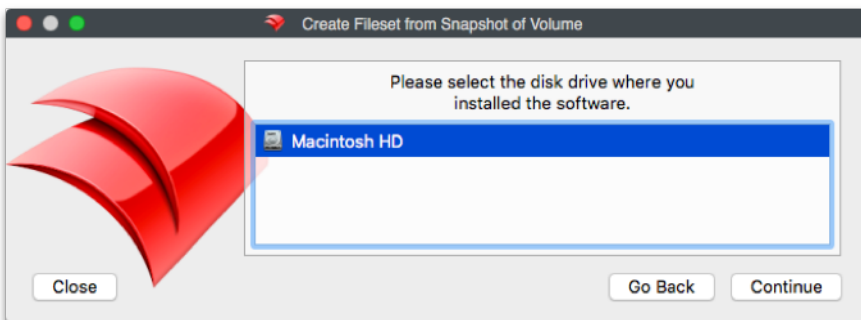 Create Fileset from Snapshot of Volume
Please select the disk drive where you
installed the software.
Macintosh HD
Close
Go Back
Continue